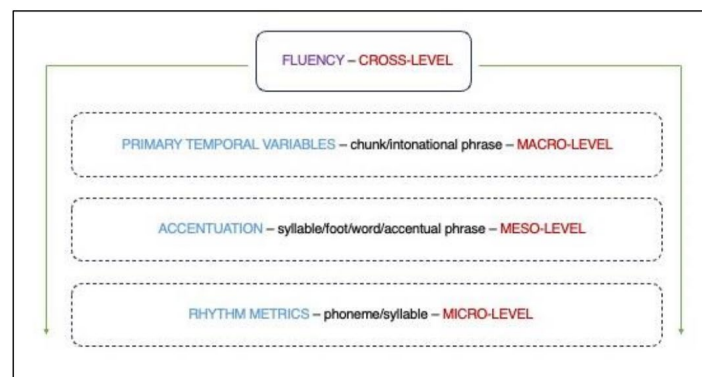 FLUENCY – CROSS-LEVEL
PRIMARY TEMPORAL VARIABLES – chunk/intonational phrase – MACRO-LEVEL
ACCENTUATION – syllable/foot/word/accentual phrase – MESO-LEVEL
RHYTHM METRICS – phoneme/syllable – MICRO-LEVEL